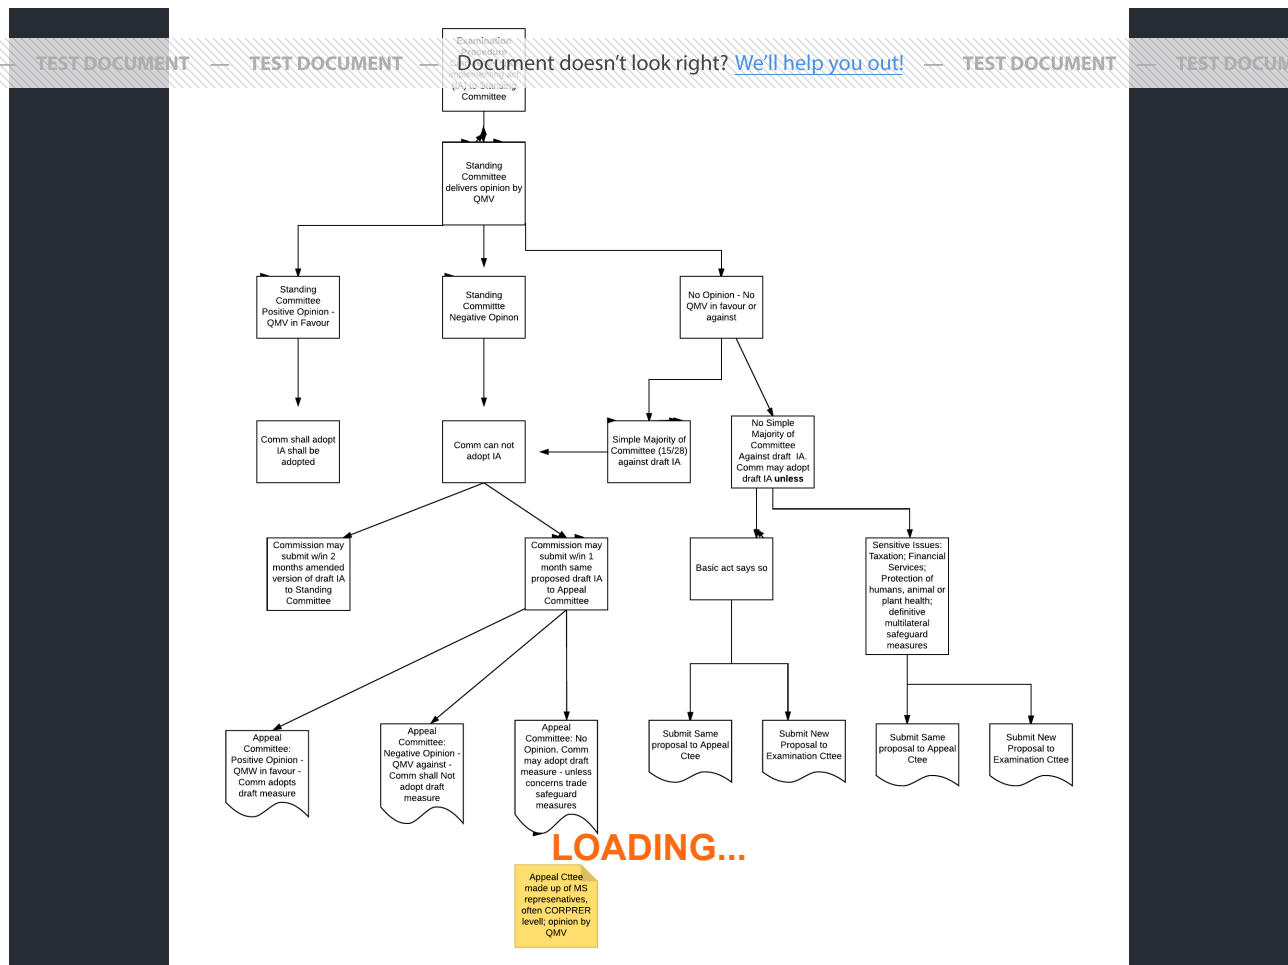 Examination
Procedure
implementing act
(IA) to Standing
Committee
TEST DOCUMENT — TEST DOCUMENT — Document doesn't look right? We'll help you out! — TEST DOCUMENT — TEST DOCUM
Standing
Committee
delivers opinion by
QMV
Standing
Committee
Positive Opinion -
QMV in Favour
Standing
Committte
Negative Opinon
No Opinion - No
QMV in favour or
against
Comm shall adopt
IA shall be
adopted
Comm can not
adopt IA
Simple Majority of
Committee (15/28)
against draft IA
No Simple
Majority of
Committee
Against draft IA.
Comm may adopt
draft IA unless
Commission may
submit w/in 2
months amended
version of draft IA
to Standing
Committee
Commission may
submit w/in 1
month same
proposed draft IA
to Appeal
Committee
Basic act says so
Sensitive Issues:
Taxation; Financial
Services;
Protection of
humans, animal or
plant health;
definitive
multilateral
safeguard
measures
Appeal
Committee:
Positive Opinion -
QMW in favour -
Comm adopts
draft measure
Appeal
Committee:
Negative Opinion -
QMV against -
Comm shall Not
adopt draft
measure
Appeal
Committee: No
Opinion. Comm
may adopt draft
measure - unless
concerns trade
safeguard
measures
Submit Same
proposal to Appeal
Ctee
Submit New
Proposal to
Examination Cttee
Submit Same
proposal to Appeal
Ctee
Submit New
Proposal to
Examination Cttee
LOADING...
Appeal Cttee
made up of MS
represenatives,
often CORPRER
levell; opinion by
QMV